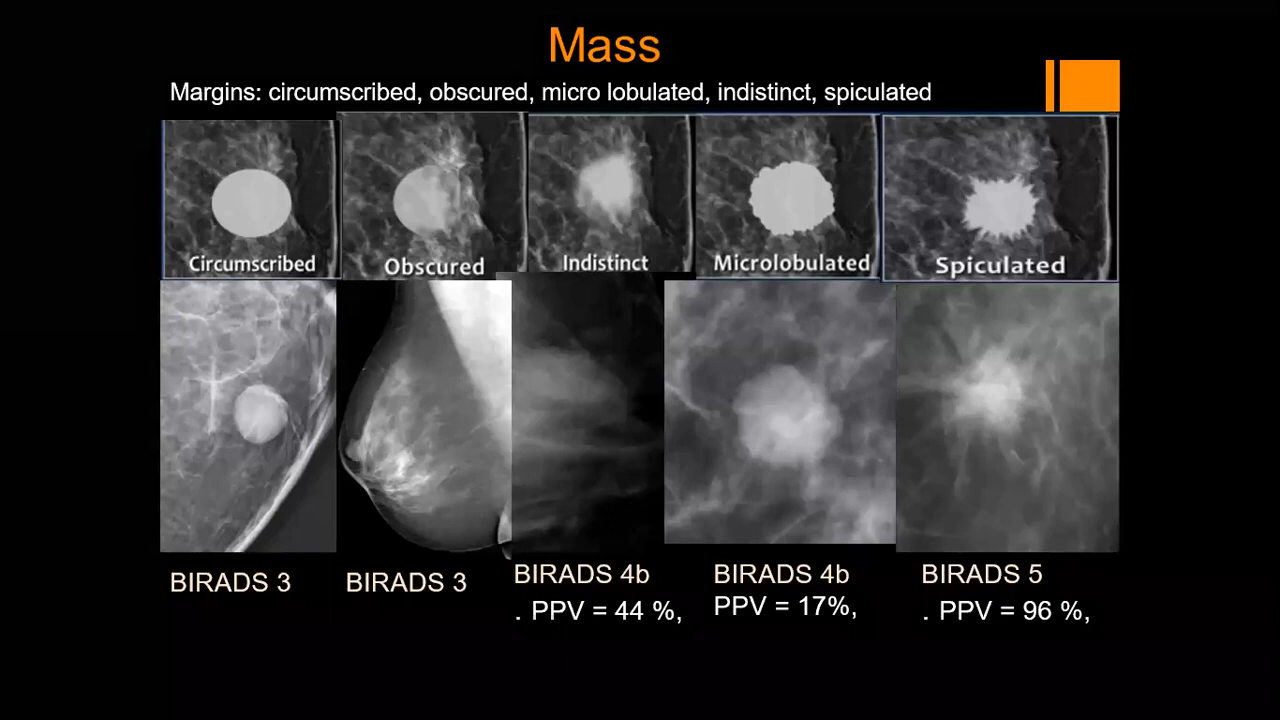 Mass
Margins: circumscribed, obscured, micro lobulated, indistinct, spiculated
Circumscribed
Obscured
Indistinct
Microlobulated
Spiculated
BIRADS 3
BIRADS 3
BIRADS 4b
. PPV = 44 %,
BIRADS 4b
PPV = 17%,
BIRADS 5
. PPV = 96 %,